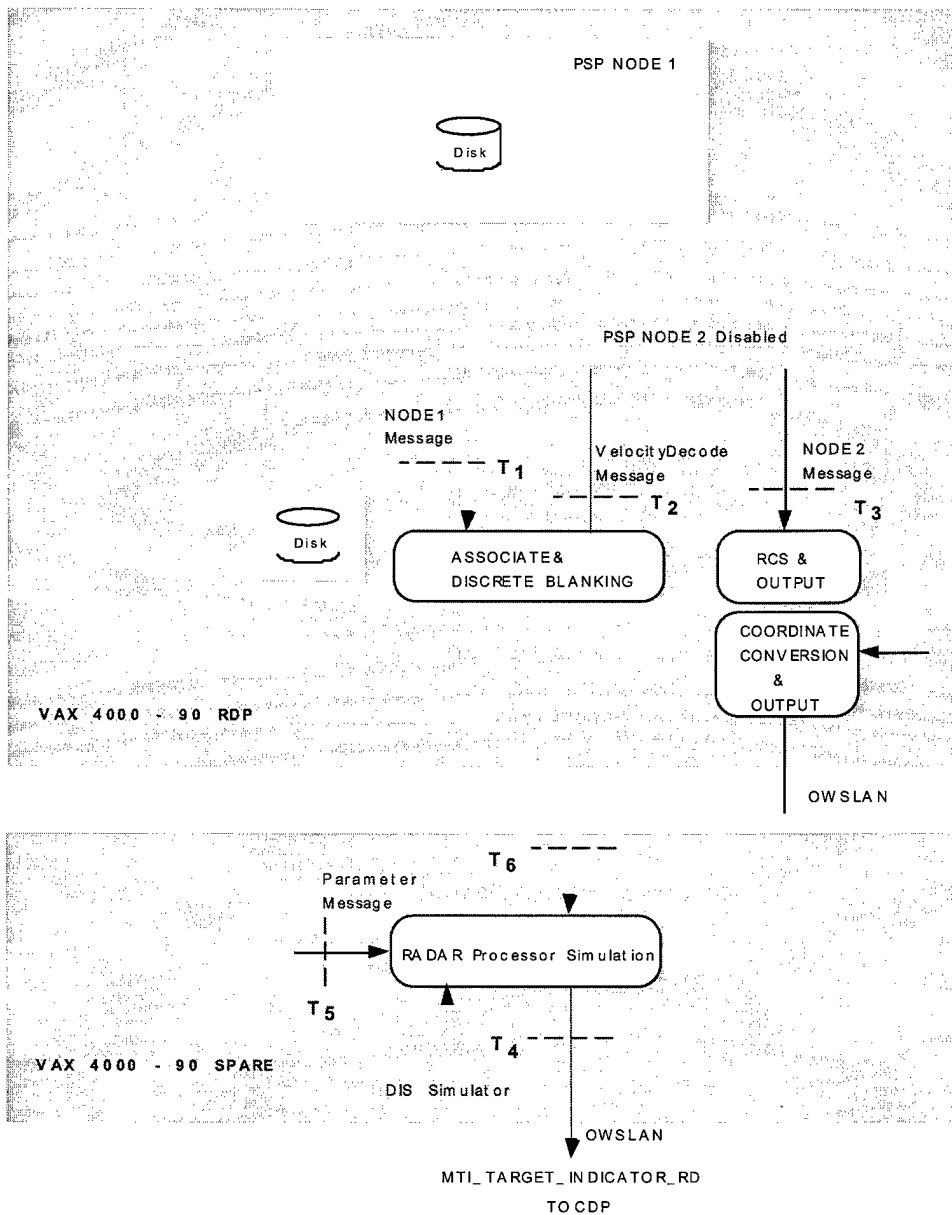 PSP NODE 1
Disk
PSP NODE 2 Disabled
NODE1
Message
T1
VelocityDecode
Message
T2
NODE2
Message
T3
Disk
ASSOCIATE&
DISCRETE BLANKING
RCS &
OUTPUT
COORDINATE
CONVERSION
&
OUTPUT
VAX 4000 - 90 RDP
OWSLAN
T6
Parameter
Message
RADAR Processor Simulation
T5
T4
VAX 4000 - 90 SPARE
DIS Simulator
OWSLAN
MTI_TARGET_INDICATOR_RD
TO CDP